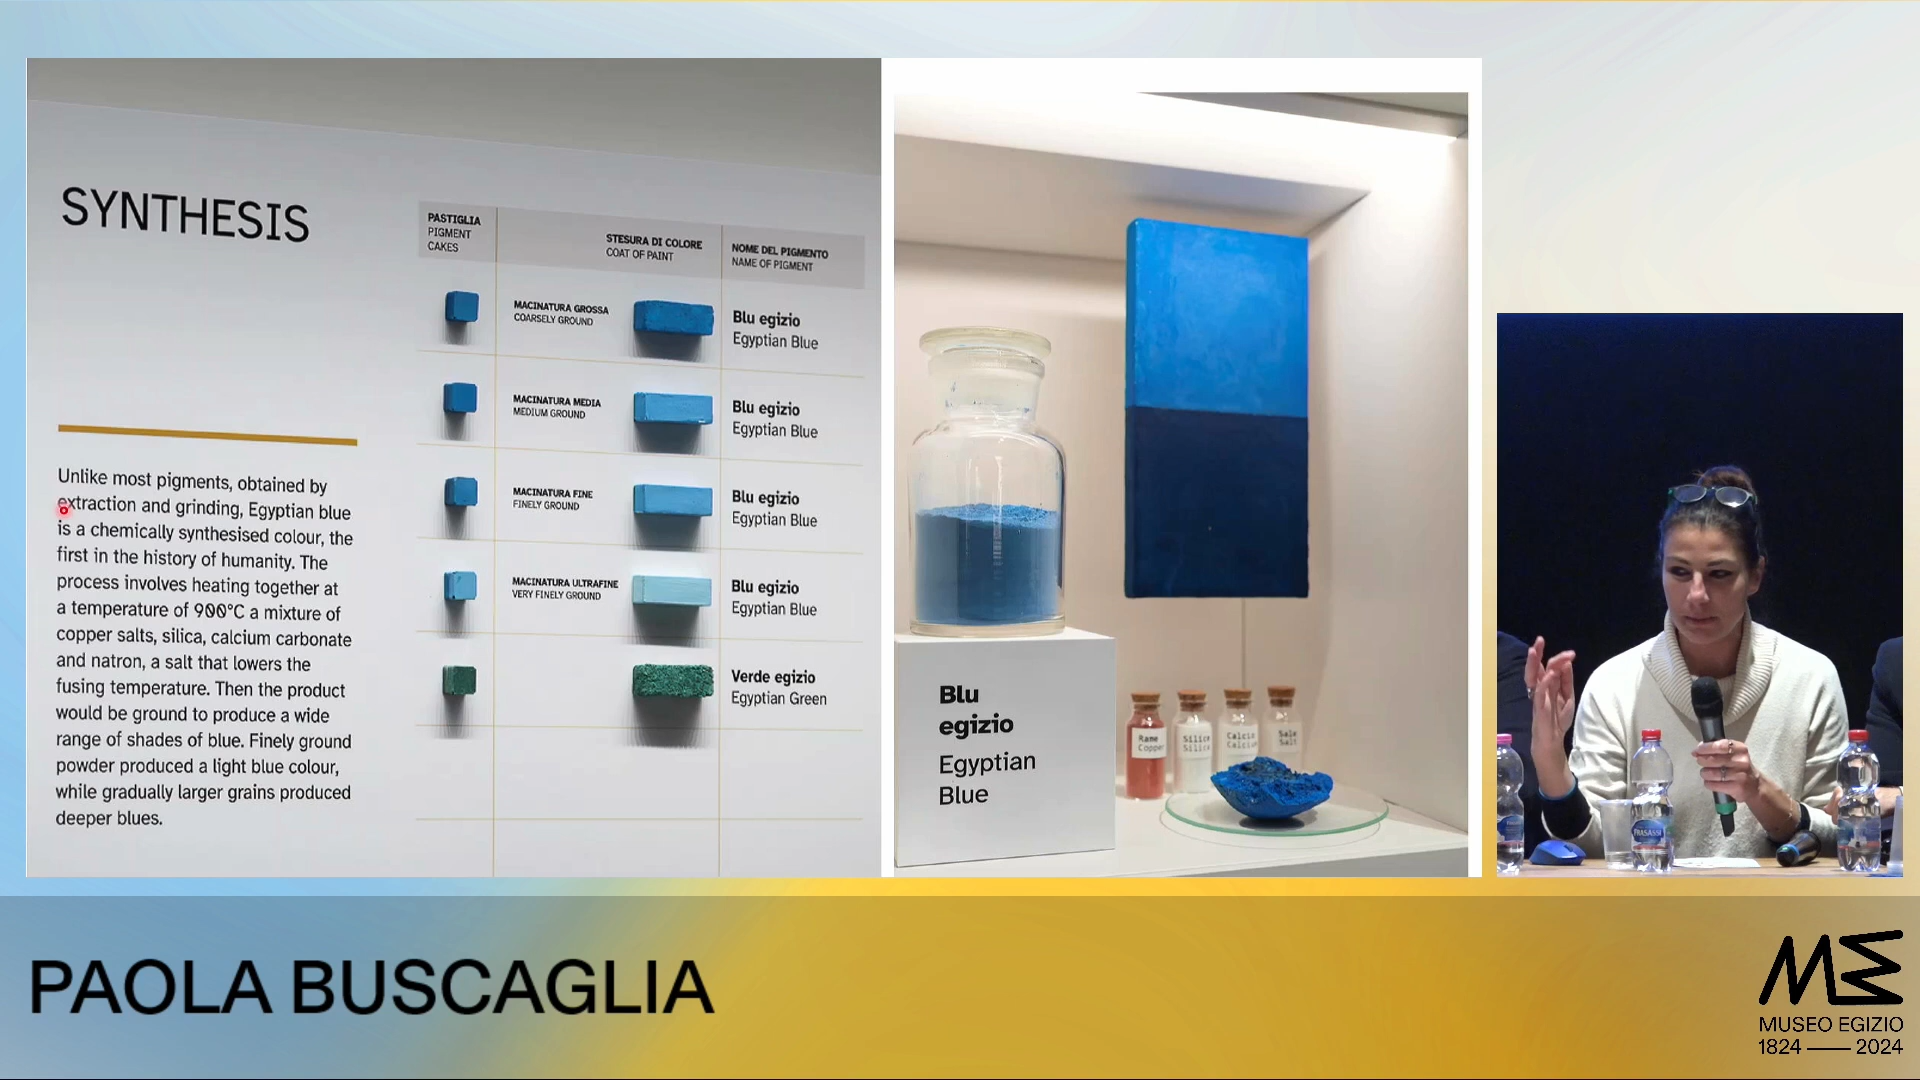 SYNTHESIS
Unlike most pigments, obtained by
extraction and grinding, Egyptian blue
is a chemically synthesised colour, the
first in the history of humanity. The
process involves heating together at
a temperature of 900°C a mixture of
copper salts, silica, calcium carbonate
and natron, a salt that lowers the
fusing temperature. Then the product
would be ground to produce a wide
range of shades of blue. Finely ground
powder produced a light blue colour,
while gradually larger grains produced
deeper blues.
PASTIGLIA
PIGMENT
CAKES
STESURA DI COLORE
COAT OF PAINT
NOME DEL PIGMENTO
NAME OF PIGMENT
MACINATURA GROSSA
COARSELY GROUND
Blu egizio
Egyptian Blue
MACINATURA MEDIA
MEDIUM GROUND
Blu egizio
Egyptian Blue
MACINATURA FINE
FINELY GROUND
Blu egizio
Egyptian Blue
MACINATURA ULTRAFINE
VERY FINELY GROUND
Blu egizio
Egyptian Blue
Verde egizio
Egyptian Green
Blu
egizio
Egyptian
Blue
Rame
Copper
Silice
Silica
Calcio
Calcium
Sale
Salt
FRASASSI
PAOLA BUSCAGLIA
ME
MUSEO EGIZIO
1824 — 2024